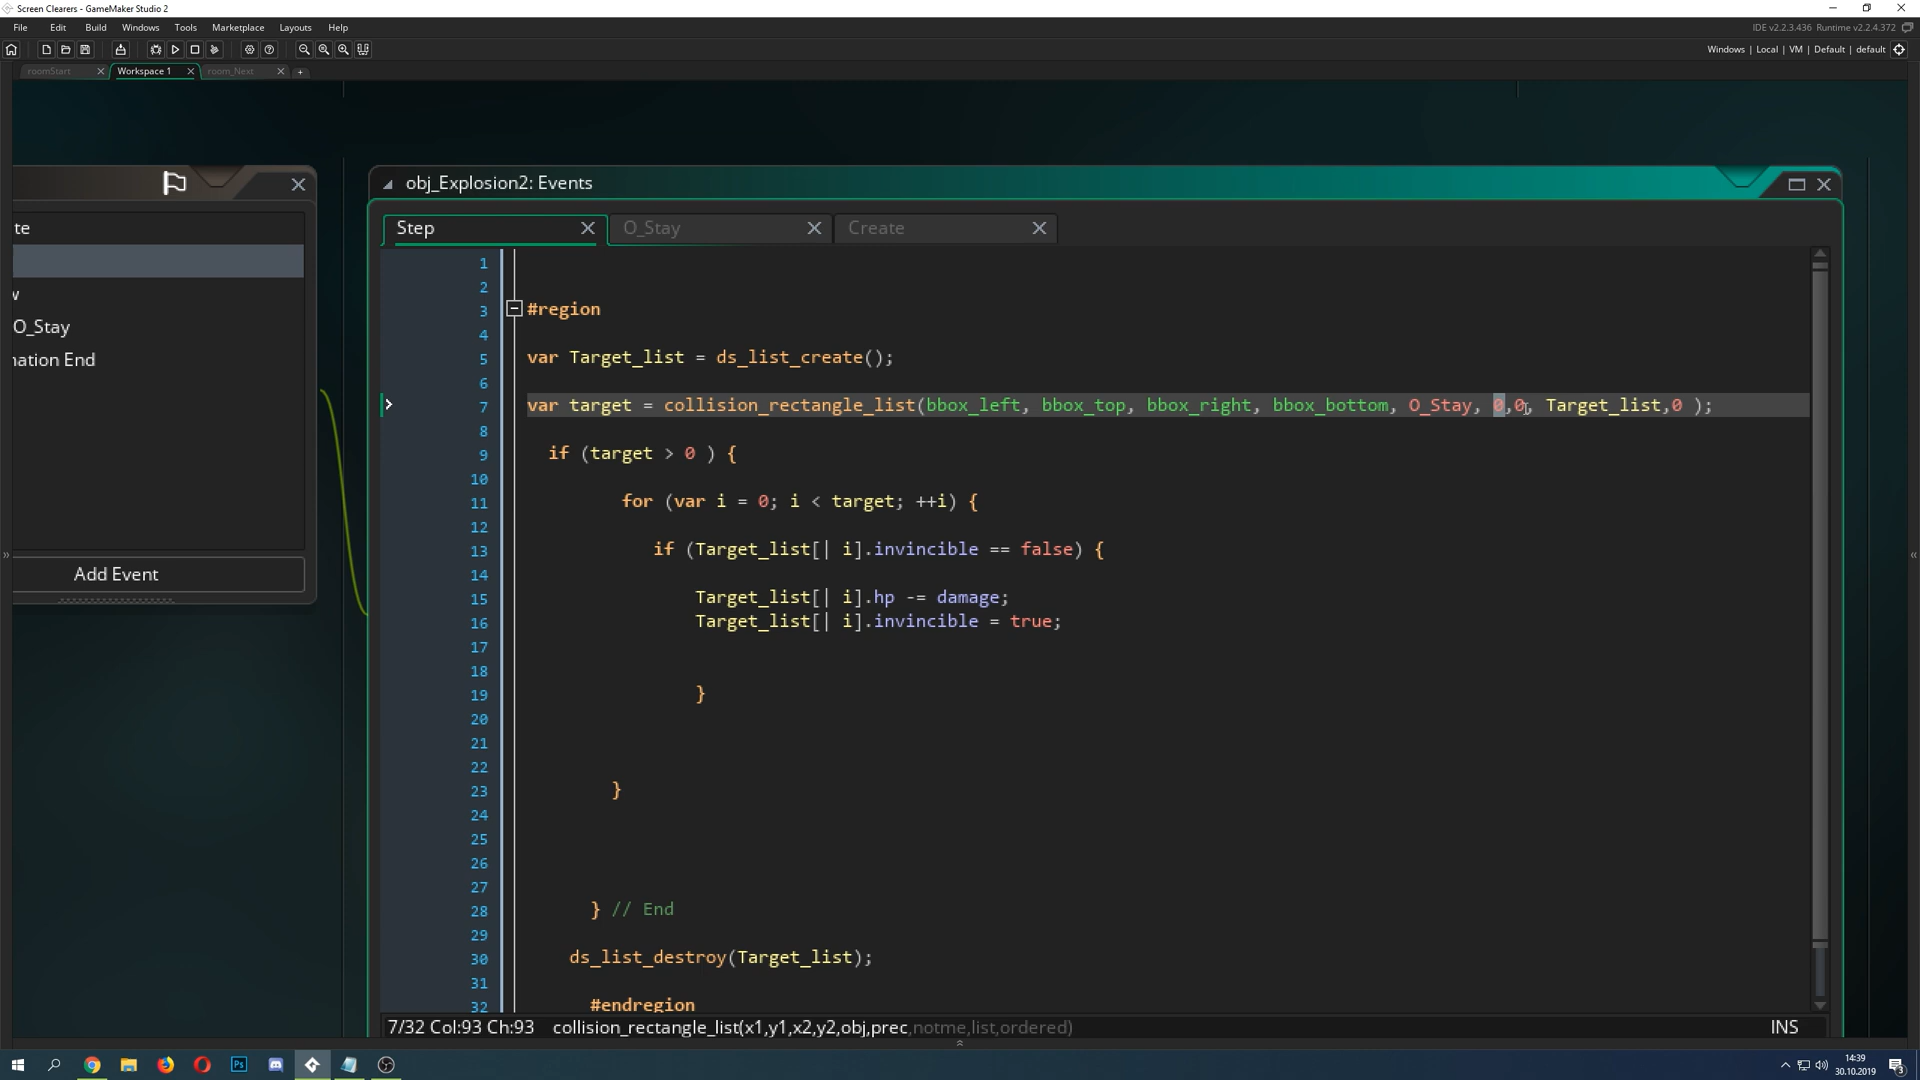 Screen Clearers - GameMaker Studio 2
File Edit Build Windows Tools Marketplace Layouts Help
IDE v2.2.3.436 Runtime v2.2.4.372
Windows | Local | VM | Default | default
roomStart Workspace 1 room_Next +
obj_Explosion2: Events
Step O_Stay Create
te
w
O_Stay
nation End
Add Event
1
2
3 #region
4
5 var Target_list = ds_list_create();
6
7 var target = collision_rectangle_list(bbox_left, bbox_top, bbox_right, bbox_bottom, O_Stay, 0,0, Target_list,0 );
8
9 if (target > 0 ) {
10
11 for (var i = 0; i < target; ++i) {
12
13 if (Target_list[| i].invincible == false) {
14
15 Target_list[| i].hp -= damage;
16 Target_list[| i].invincible = true;
17
18
19 }
20
21
22
23 }
24
25
26
27
28 } // End
29
30 ds_list_destroy(Target_list);
31
32 #endregion
7/32 Col:93 Ch:93 collision_rectangle_list(x1,y1,x2,y2,obj,prec,notme,list,ordered) INS
14:39
30.10.2019